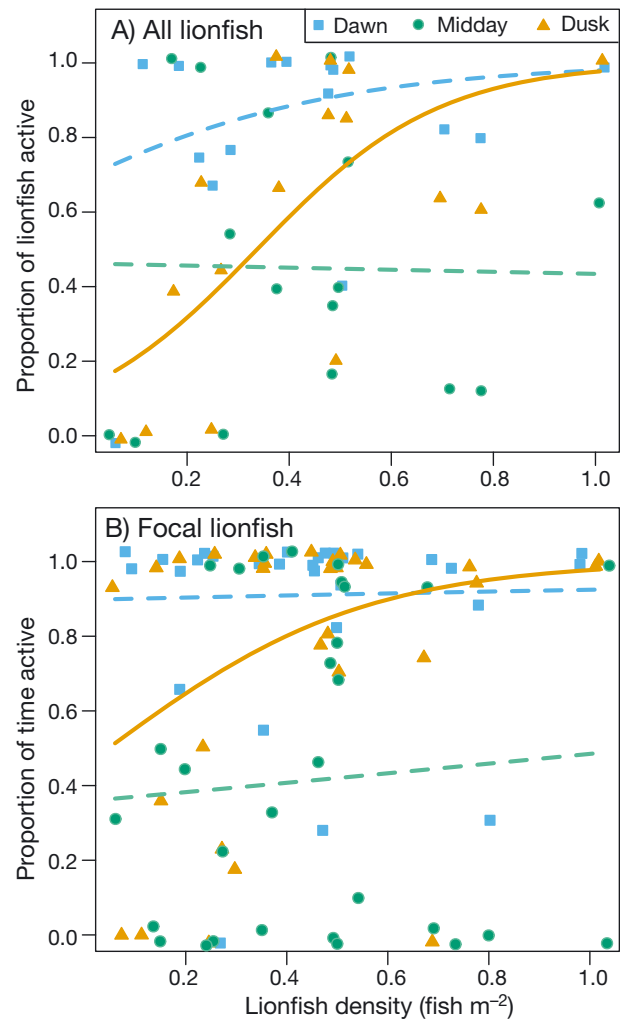 A) All lionfish
Dawn Midday Dusk
Proportion of lionfish active
1.0
0.8
0.6
0.4
0.2
0.0
0.2 0.4 0.6 0.8 1.0
B) Focal lionfish
Proportion of time active
1.0
0.8
0.6
0.4
0.2
0.0
0.2 0.4 0.6 0.8 1.0
Lionfish density (fish m⁻²)